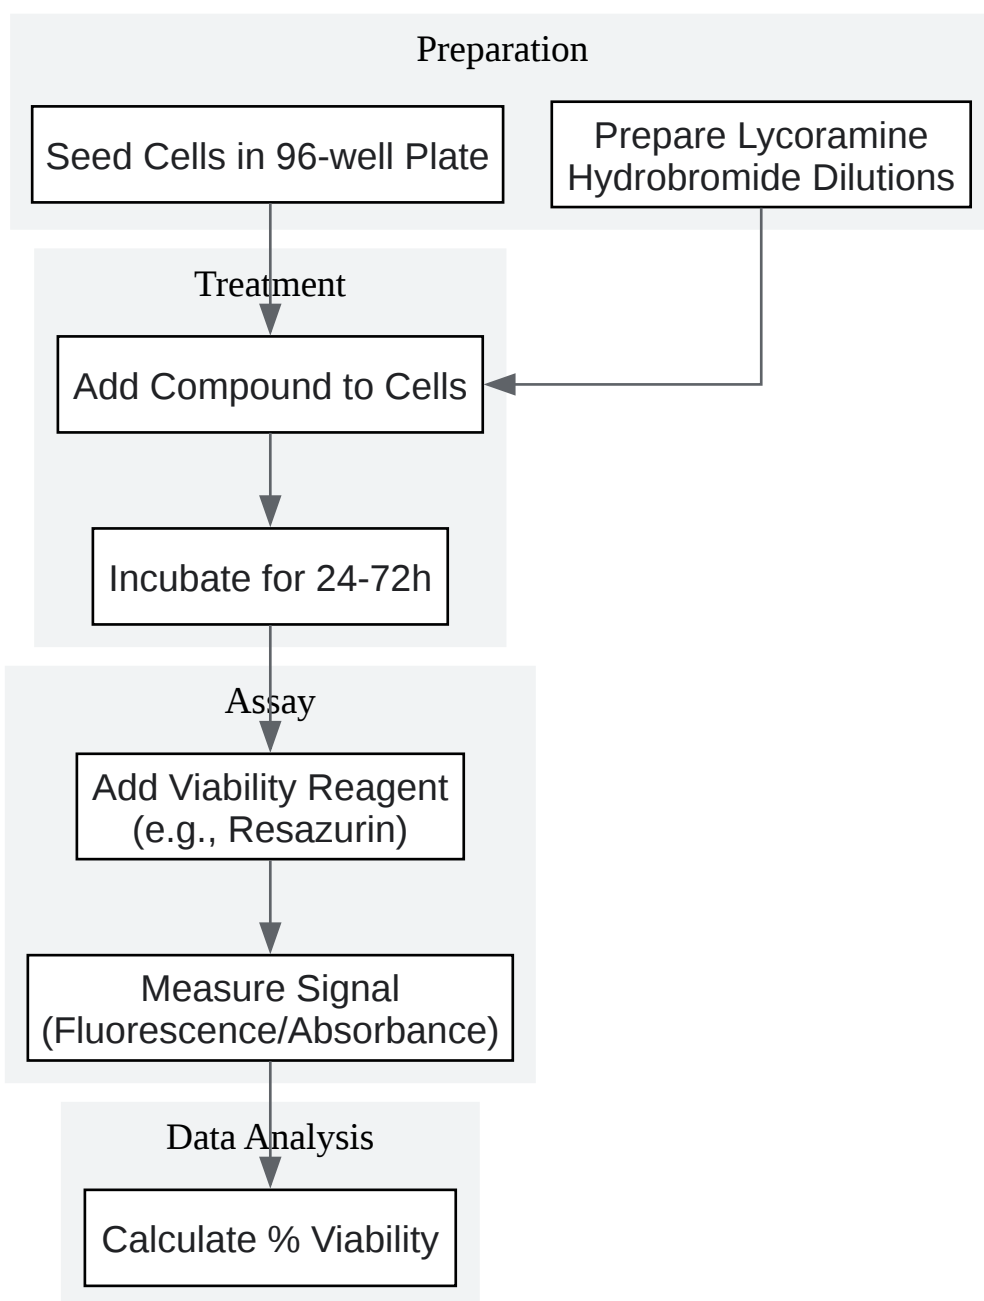 Preparation
Seed Cells in 96-well Plate
Prepare Lycoramine
Hydrobromide Dilutions
Treatment
Add Compound to Cells
Incubate for 24-72h
Assay
Add Viability Reagent
(e.g., Resazurin)
Measure Signal
(Fluorescence/Absorbance)
Data Analysis
Calculate % Viability